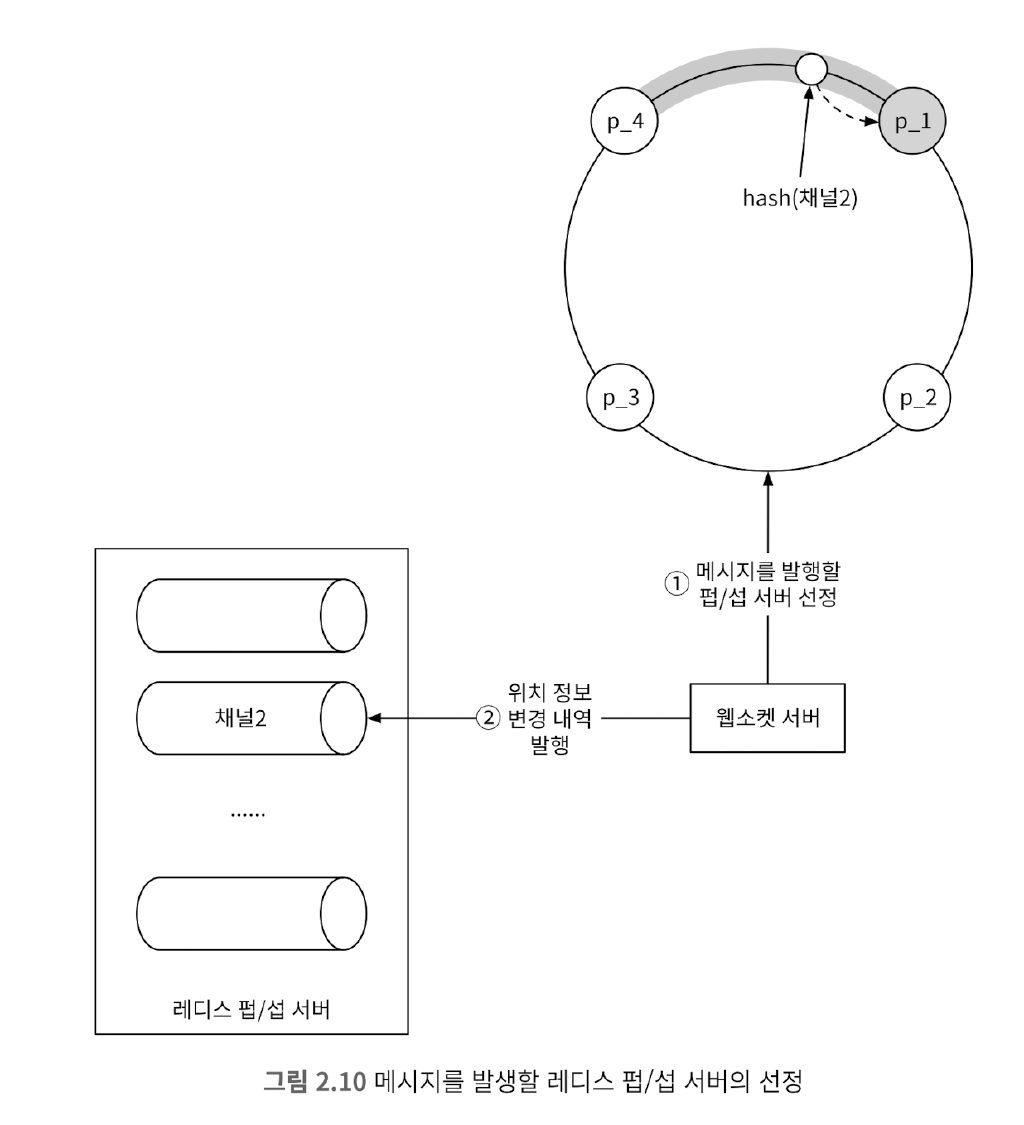 p_4
p_1
hash(채널2)
p_3
p_2
① 메시지를 발행할
펍/섭 서버 선정
위치 정보
② 변경 내역
발행
채널2
웹소켓 서버
······
레디스 펍/섭 서버
그림 2.10 메시지를 발생할 레디스 펍/섭 서버의 선정